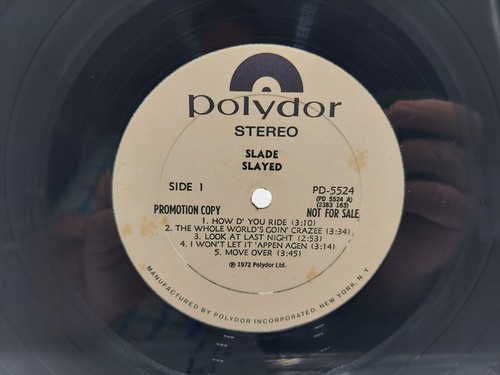 polydor
STEREO
SLADE
SLAYED
SIDE 1
PD-5524
(PD 5524 A)
(2383 163)
PROMOTION COPY
NOT FOR SALE
1. HOW D' YOU RIDE (3:10)
2. THE WHOLE WORLD'S GOIN' CRAZEE (3:34)
3. LOOK AT LAST NIGHT (2:53)
4. I WON'T LET IT 'APPEN AGEN (3:14)
5. MOVE OVER (3:45)
℗ 1972 Polydor Ltd.
MANUFACTURED BY POLYDOR INCORPORATED, NEW YORK, N.Y.